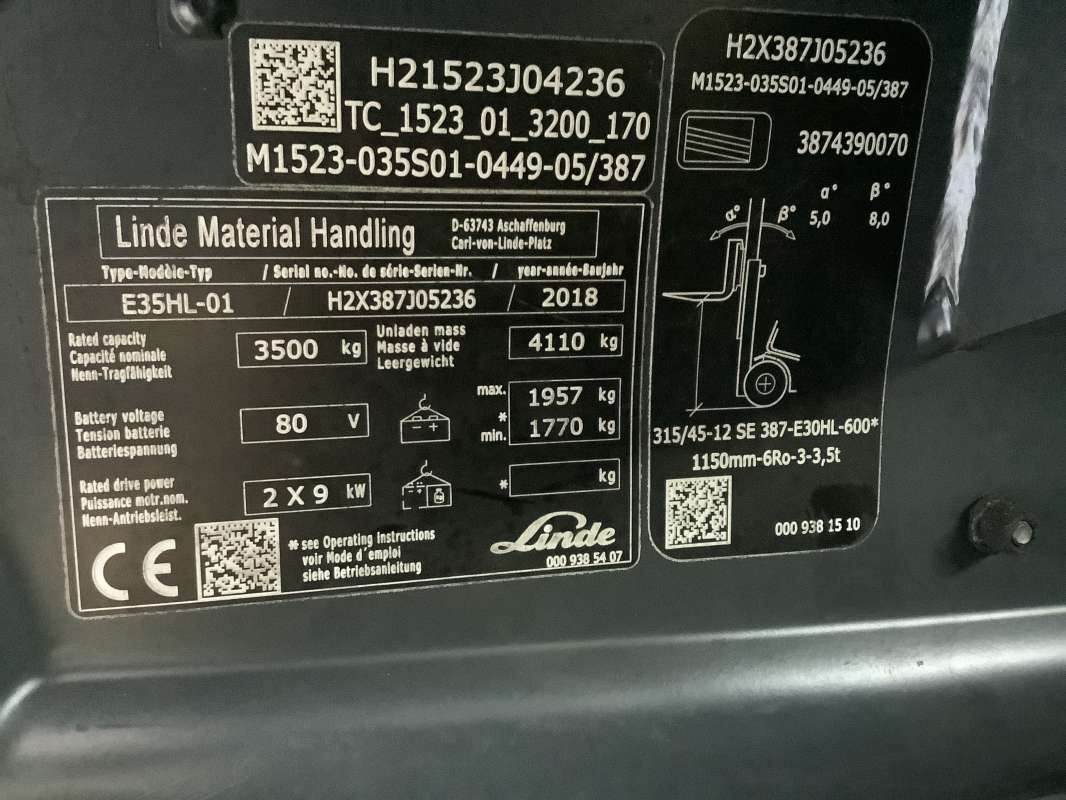 H21523J04236
TC_1523_01_3200_170
M1523-035S01-0449-05/387
Linde Material Handling
D-63743 Aschaffenburg
Carl-von-Linde-Platz
Type-Modèle-Typ / Serial no.-No. de série-Serien-Nr. / year-année-Baujahr
E35HL-01 / H2X387J05236 / 2018
Rated capacity
Capacité nominale
Nenn-Tragfähigkeit
3500 kg
Unladen mass
Masse à vide
Leergewicht
4110 kg
Battery voltage
Tension batterie
Batteriespannung
80 V
max. 1957 kg
*
min. 1770 kg
Rated drive power
Puissance motr.nom.
Nenn-Antriebsleist.
2 X 9 kW
* kg
CE
* see Operating Instructions
voir Mode d'emploi
siehe Betriebsanleitung
Linde
000 938 54 07
H2X387J05236
M1523-035S01-0449-05/387
3874390070
α° β°
5,0 8,0
α° β°
315/45-12 SE 387-E30HL-600*
1150mm-6Ro-3-3,5t
000 938 15 10